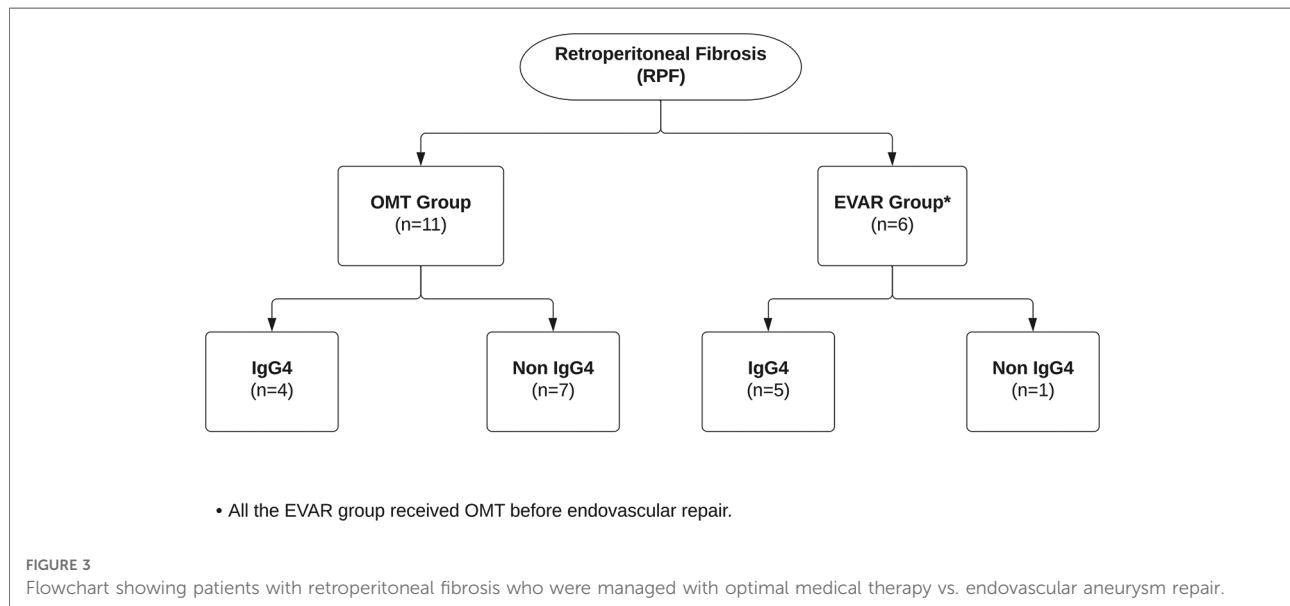 Retroperitoneal Fibrosis
(RPF)
OMT Group
(n=11)
EVAR Group*
(n=6)
IgG4
(n=4)
Non IgG4
(n=7)
IgG4
(n=5)
Non IgG4
(n=1)
• All the EVAR group received OMT before endovascular repair.
FIGURE 3
Flowchart showing patients with retroperitoneal fibrosis who were managed with optimal medical therapy vs. endovascular aneurysm repair.